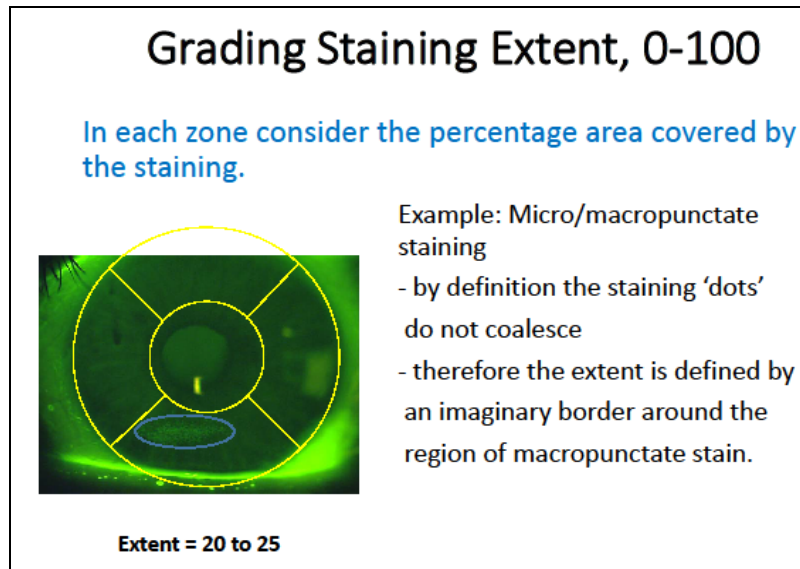 Grading Staining Extent, 0-100
In each zone consider the percentage area covered by
the staining.
Example: Micro/macropunctate
staining
- by definition the staining ‘dots’
do not coalesce
- therefore the extent is defined by
an imaginary border around the
region of macropunctate stain.
Extent = 20 to 25